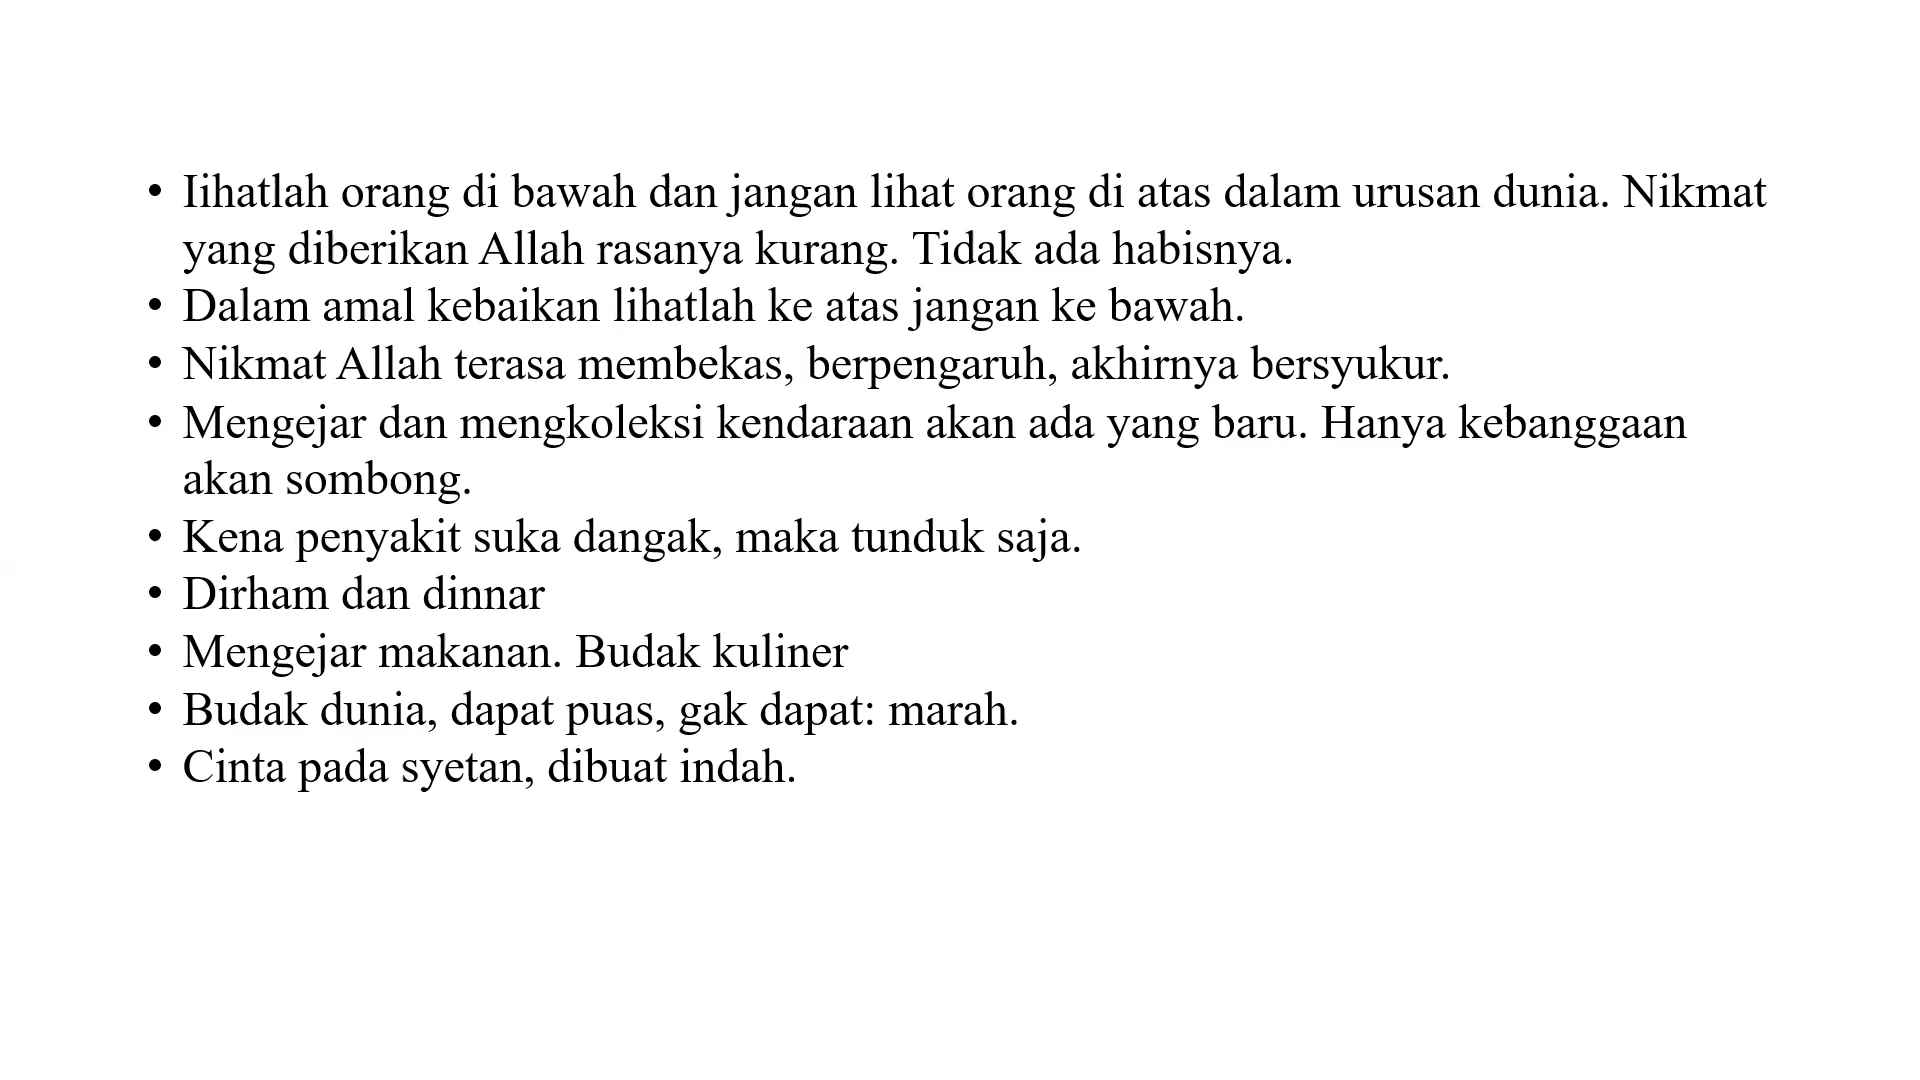 • Iihatlah orang di bawah dan jangan lihat orang di atas dalam urusan dunia. Nikmat
yang diberikan Allah rasanya kurang. Tidak ada habisnya.
• Dalam amal kebaikan lihatlah ke atas jangan ke bawah.
• Nikmat Allah terasa membekas, berpengaruh, akhirnya bersyukur.
• Mengejar dan mengkoleksi kendaraan akan ada yang baru. Hanya kebanggaan
akan sombong.
• Kena penyakit suka dangak, maka tunduk saja.
• Dirham dan dinnar
• Mengejar makanan. Budak kuliner
• Budak dunia, dapat puas, gak dapat: marah.
• Cinta pada syetan, dibuat indah.